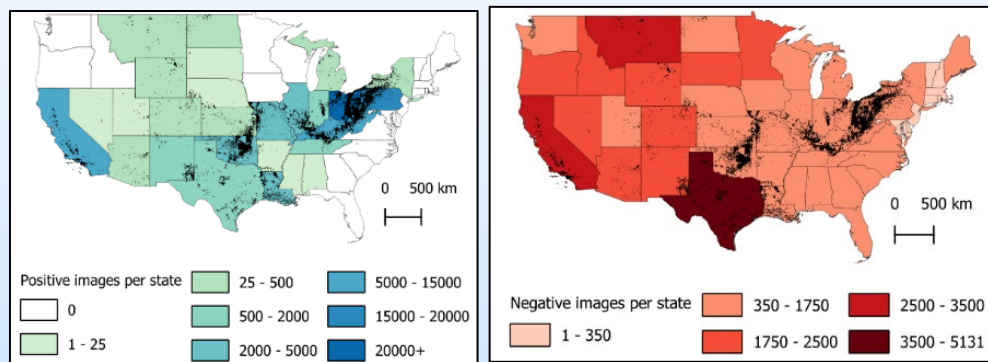 0 500 km
Positive images per state
0
1 - 25
25 - 500
500 - 2000
2000 - 5000
5000 - 15000
15000 - 20000
20000+
0 500 km
Negative images per state
1 - 350
350 - 1750
1750 - 2500
2500 - 3500
3500 - 5131